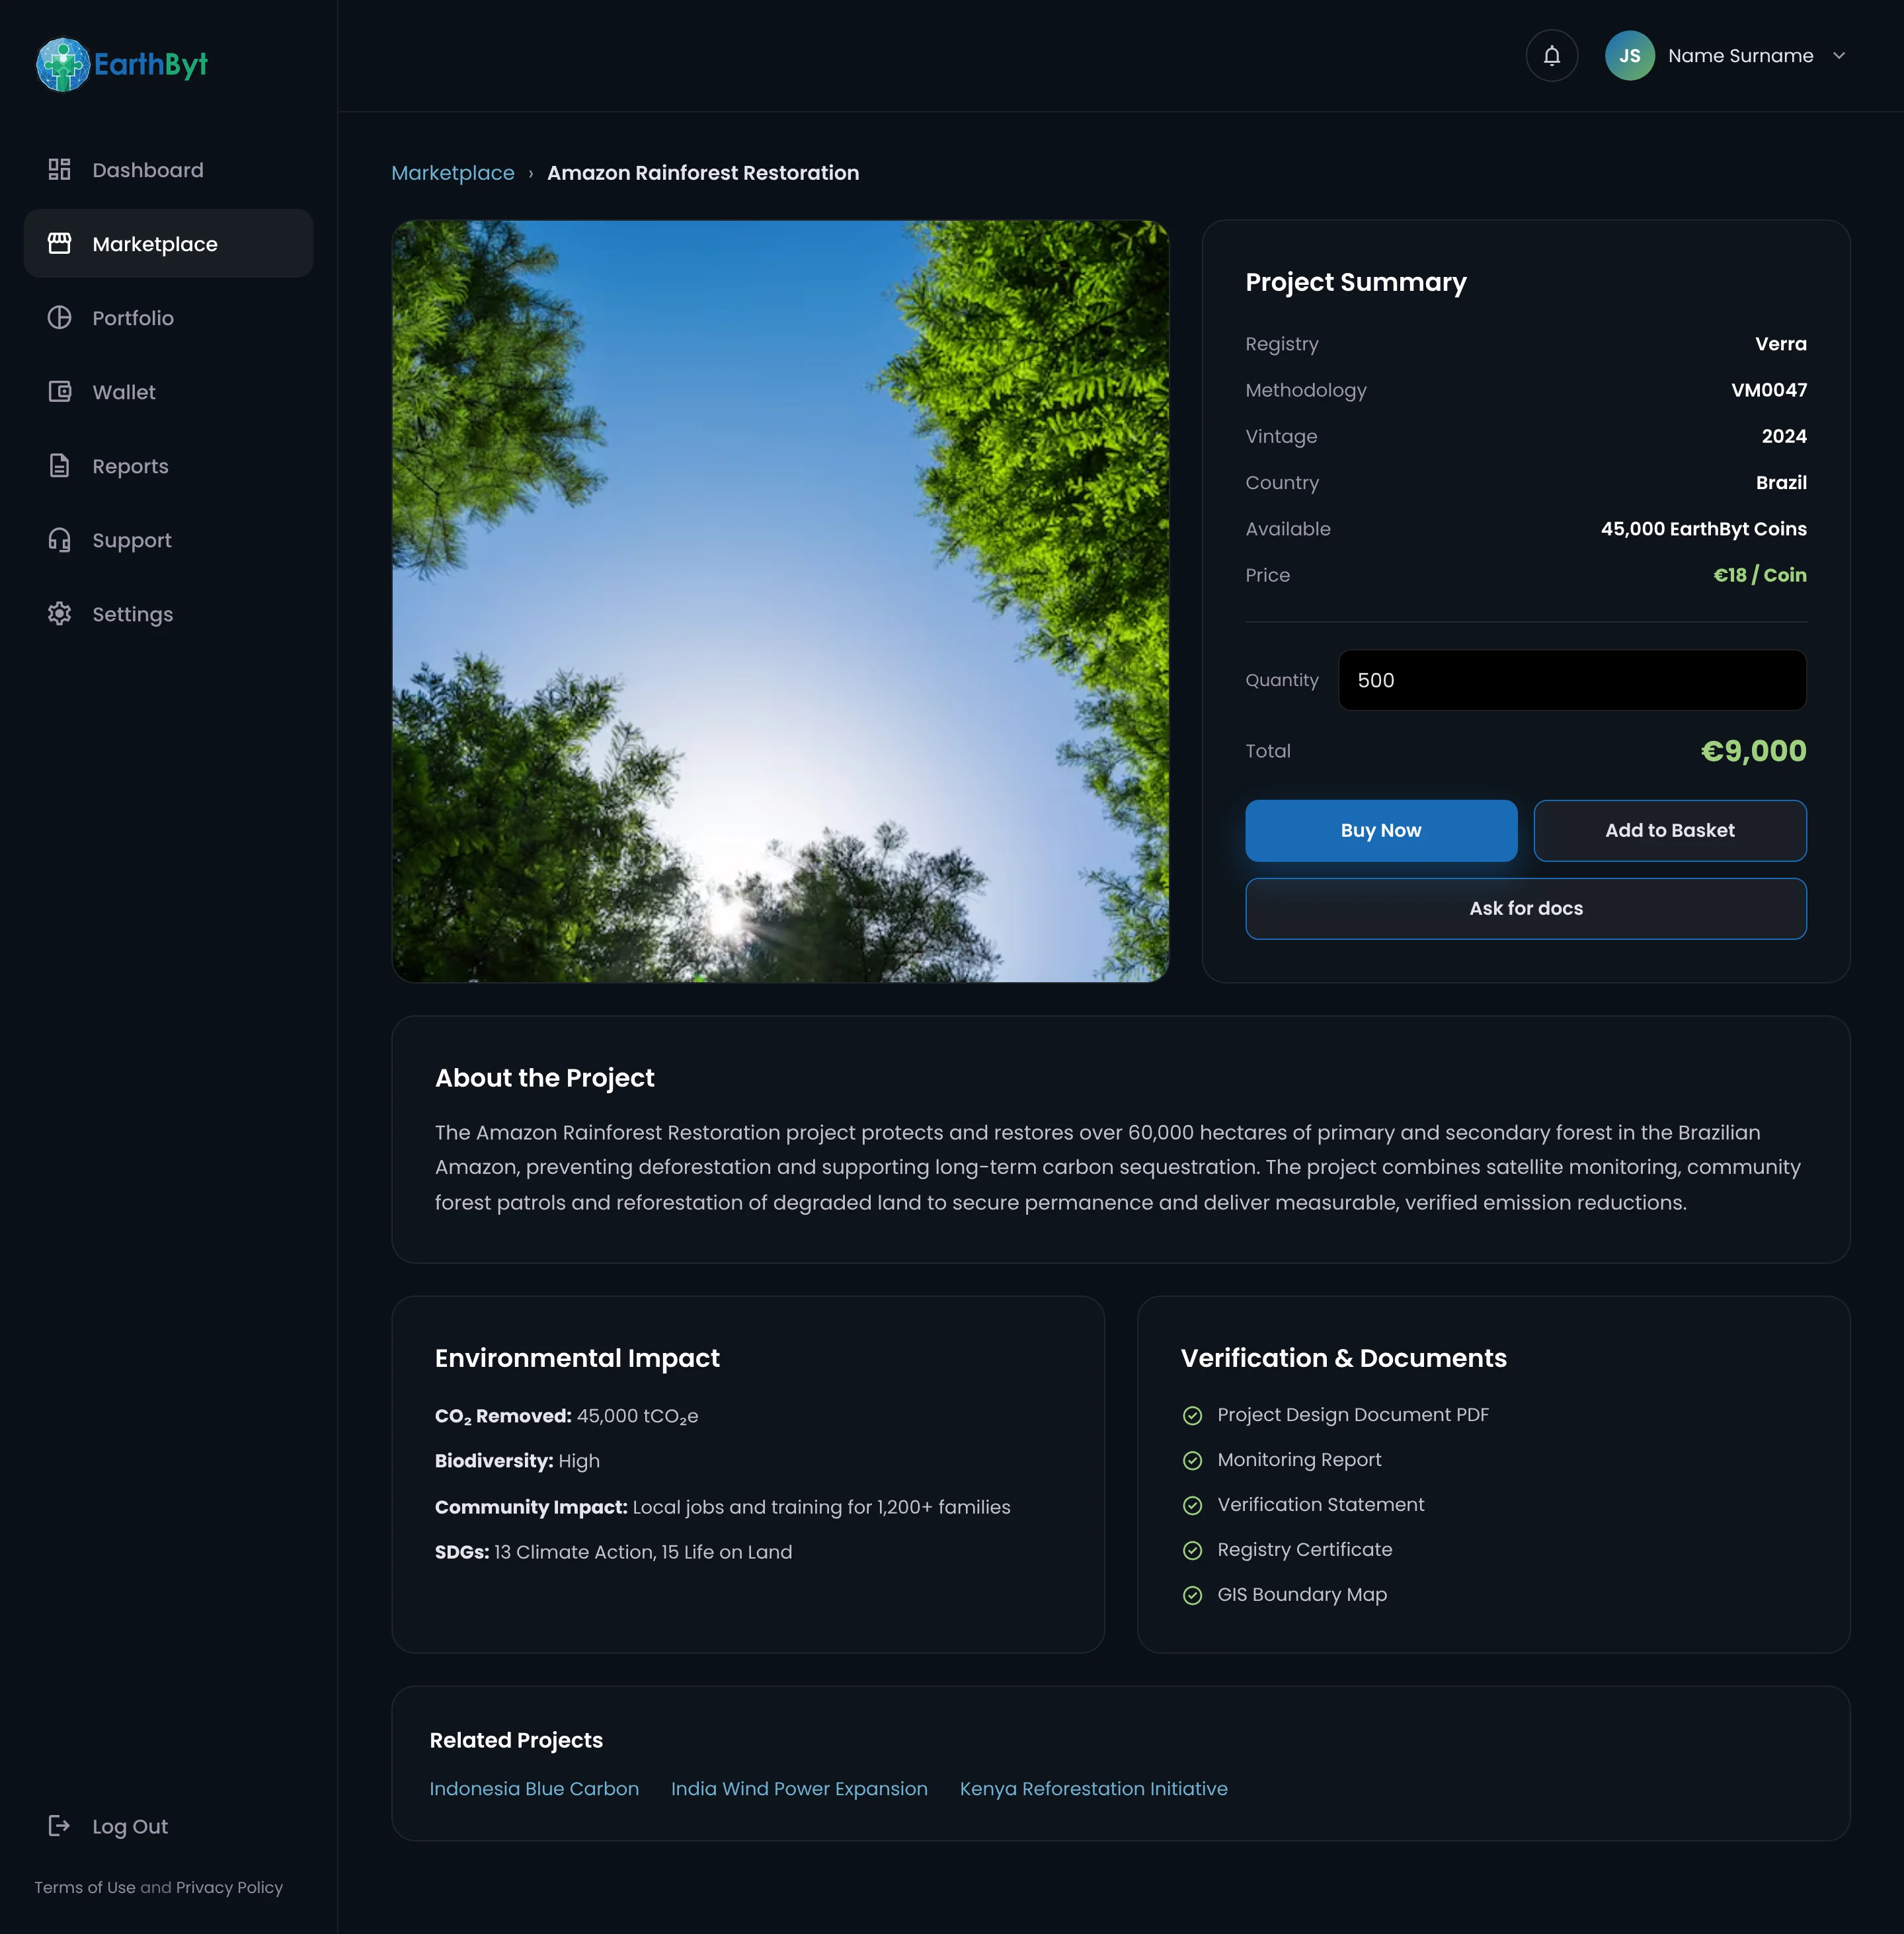 EarthByt
JS
Name Surname
Dashboard
Marketplace
Portfolio
Wallet
Reports
Support
Settings
Marketplace › Amazon Rainforest Restoration
Project Summary
Registry Verra
Methodology VM0047
Vintage 2024
Country Brazil
Available 45,000 EarthByt Coins
Price €18 / Coin
Quantity 500
Total €9,000
Buy Now Add to Basket
Ask for docs
About the Project
The Amazon Rainforest Restoration project protects and restores over 60,000 hectares of primary and secondary forest in the Brazilian
Amazon, preventing deforestation and supporting long-term carbon sequestration. The project combines satellite monitoring, community
forest patrols and reforestation of degraded land to secure permanence and deliver measurable, verified emission reductions.
Environmental Impact
CO₂ Removed: 45,000 tCO₂e
Biodiversity: High
Community Impact: Local jobs and training for 1,200+ families
SDGs: 13 Climate Action, 15 Life on Land
Verification & Documents
Project Design Document PDF
Monitoring Report
Verification Statement
Registry Certificate
GIS Boundary Map
Related Projects
Indonesia Blue Carbon India Wind Power Expansion Kenya Reforestation Initiative
Log Out
Terms of Use and Privacy Policy